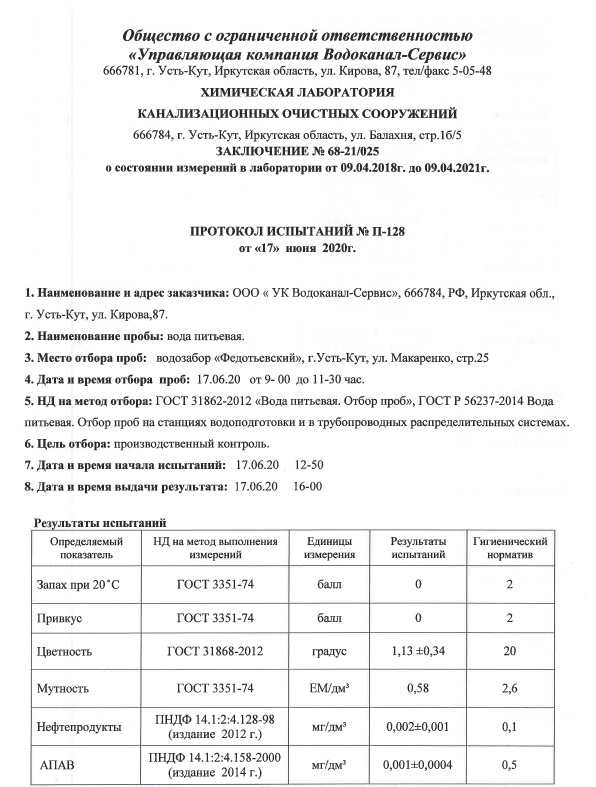 Общество с ограниченной ответственностью
«Управляющая компания Водоканал-Сервис»
666781, г. Усть-Кут, Иркутская область, ул. Кирова, 87, тел/факс 5-05-48
ХИМИЧЕСКАЯ ЛАБОРАТОРИЯ
КАНАЛИЗАЦИОННЫХ ОЧИСТНЫХ СООРУЖЕНИЙ
666784, г. Усть-Кут, Иркутская область, ул. Балахня, стр.1б/5
ЗАКЛЮЧЕНИЕ № 68-21/025
о состоянии измерений в лаборатории от 09.04.2018г. до 09.04.2021г.
ПРОТОКОЛ ИСПЫТАНИЙ № П-128
от «17» июня 2020г.
1. Наименование и адрес заказчика: ООО « УК Водоканал-Сервис», 666784, РФ, Иркутская обл.,
г. Усть-Кут, ул. Кирова,87.
2. Наименование пробы: вода питьевая.
3. Место отбора проб: водозабор «Федотьевский», г.Усть-Кут, ул. Макаренко, стр.25
4. Дата и время отбора проб: 17.06.20 от 9- 00 до 11-30 час.
5. НД на метод отбора: ГОСТ 31862-2012 «Вода питьевая. Отбор проб», ГОСТ Р 56237-2014 Вода
питьевая. Отбор проб на станциях водоподготовки и в трубопроводных распределительных системах.
6. Цель отбора: производственный контроль.
7. Дата и время начала испытаний: 17.06.20 12-50
8. Дата и время выдачи результата: 17.06.20 16-00
Результаты испытаний
Определяемый показатель НД на метод выполнения измерений Единицы измерения Результаты испытаний Гигиенический норматив
Запах при 20˚С ГОСТ 3351-74 балл 0 2
Привкус ГОСТ 3351-74 балл 0 2
Цветность ГОСТ 31868-2012 градус 1,13 ±0,34 20
Мутность ГОСТ 3351-74 ЕМ/дм³ 0,58 2,6
Нефтепродукты ПНДФ 14.1:2:4.128-98 (издание 2012 г.) мг/дм³ 0,002±0,001 0,1
АПАВ ПНДФ 14.1:2:4.158-2000 (издание 2014 г.) мг/дм³ 0,001±0,0004 0,5